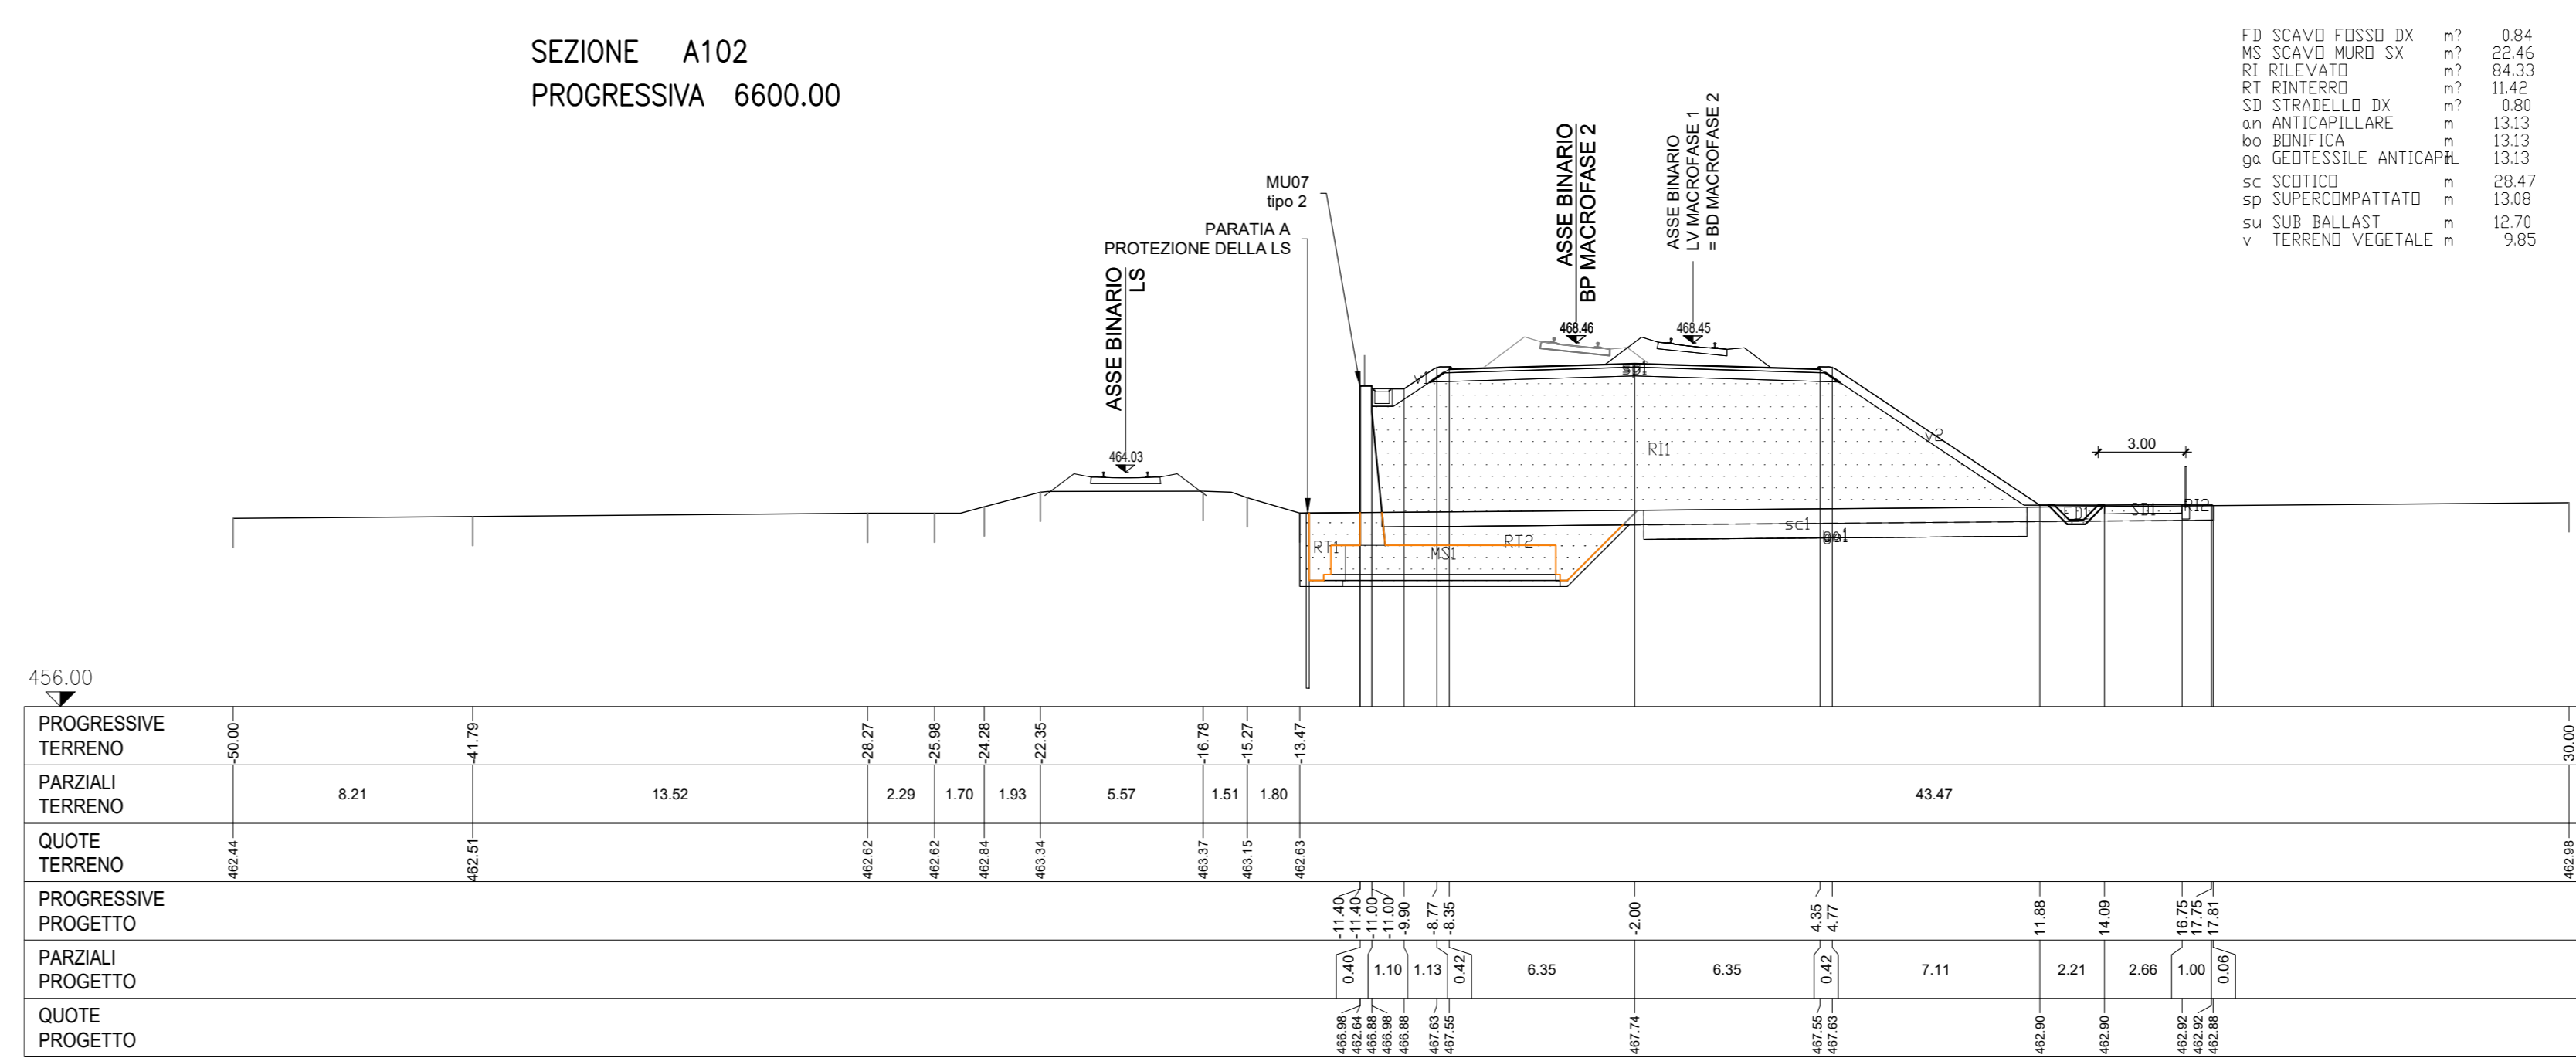 SEZIONE A102
PROGRESSIVA 6600.00
FD SCAVO FOSSO DX m? 0.84
MS SCAVO MURO SX m? 22.46
RI RILEVATO m? 84.33
RT RINTERRO m? 11.42
SD STRADELLO DX m? 0.80
an ANTICAPILLARE m 13.13
bo BONIFICA m 13.13
ga GEOTESSILE ANTICAPIL m 13.13
sc SCOTICO m 28.47
sp SUPERCOMPATTATO m 13.08
su SUB BALLAST m 12.70
v TERRENO VEGETALE m 9.85
MU07
tipo 2
PARATIA A
PROTEZIONE DELLA LS
ASSE BINARIO
LS
ASSE BINARIO
BP MACROFASE 2
ASSE BINARIO
LV MACROFASE 1
= BD MACROFASE 2
464.03
468.46
468.45
v1
sp1
RI1
v2
3.00
RT1
MS1
RT2
sc1
FD1
SD1
RI2
456.00
PROGRESSIVE
TERRENO
-50.00 -41.79 -28.27 -25.98 -24.28 -22.35 -16.78 -15.27 -13.47 30.00
PARZIALI
TERRENO
8.21 13.52 2.29 1.70 1.93 5.57 1.51 1.80 43.47
QUOTE
TERRENO
462.44 462.51 462.62 462.62 462.84 463.34 463.37 463.15 462.63 462.98
PROGRESSIVE
PROGETTO
-11.40 -11.40 -11.00 -11.00 -9.90 -8.77 -8.35 -2.00 4.35 4.77 11.88 14.09 16.75 17.75 17.81
PARZIALI
PROGETTO
0.40 1.10 1.13 0.42 6.35 6.35 0.42 7.11 2.21 2.66 1.00 0.06
QUOTE
PROGETTO
466.98 462.64 466.88 466.98 466.88 467.63 467.55 467.74 467.55 467.63 462.90 462.90 462.92 462.92 462.88